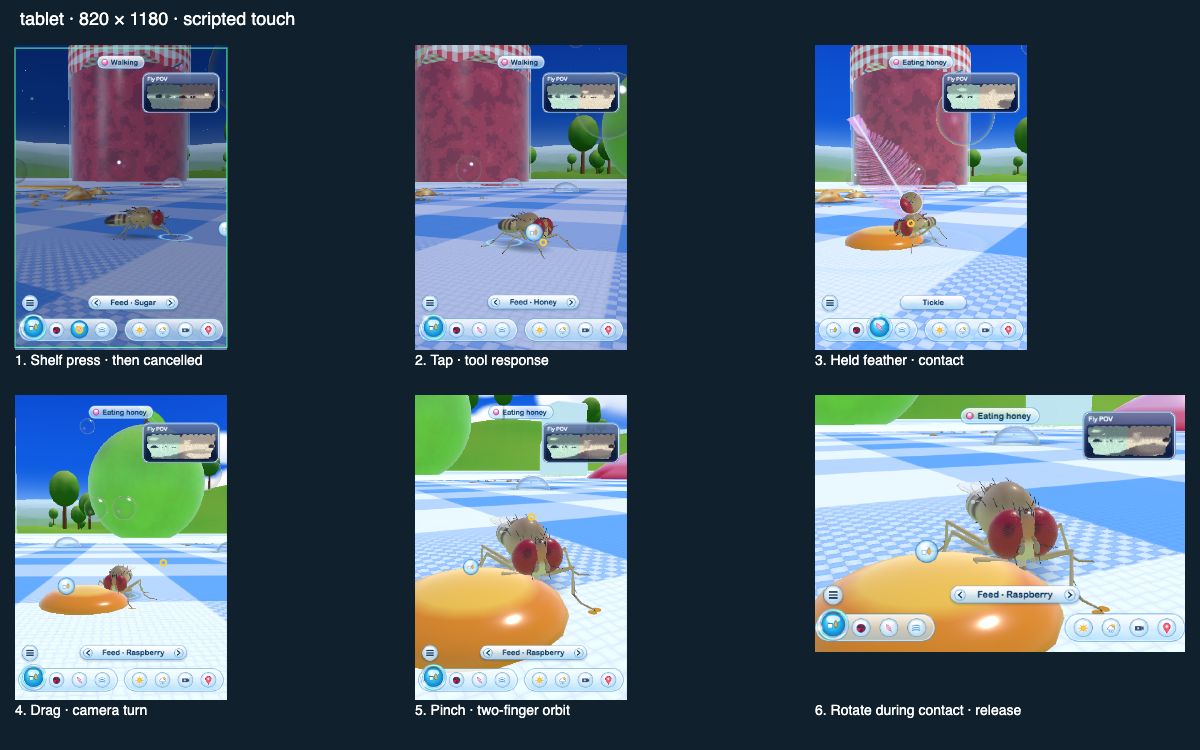 tablet · 820 × 1180 · scripted touch
Walking
Fly POV
Feed · Sugar
1. Shelf press · then cancelled
Walking
Fly POV
Feed · Honey
2. Tap · tool response
Eating honey
Fly POV
Tickle
3. Held feather · contact
Eating honey
Fly POV
Feed · Raspberry
4. Drag · camera turn
Eating honey
Fly POV
Feed · Raspberry
5. Pinch · two-finger orbit
Eating honey
Fly POV
Feed · Raspberry
6. Rotate during contact · release